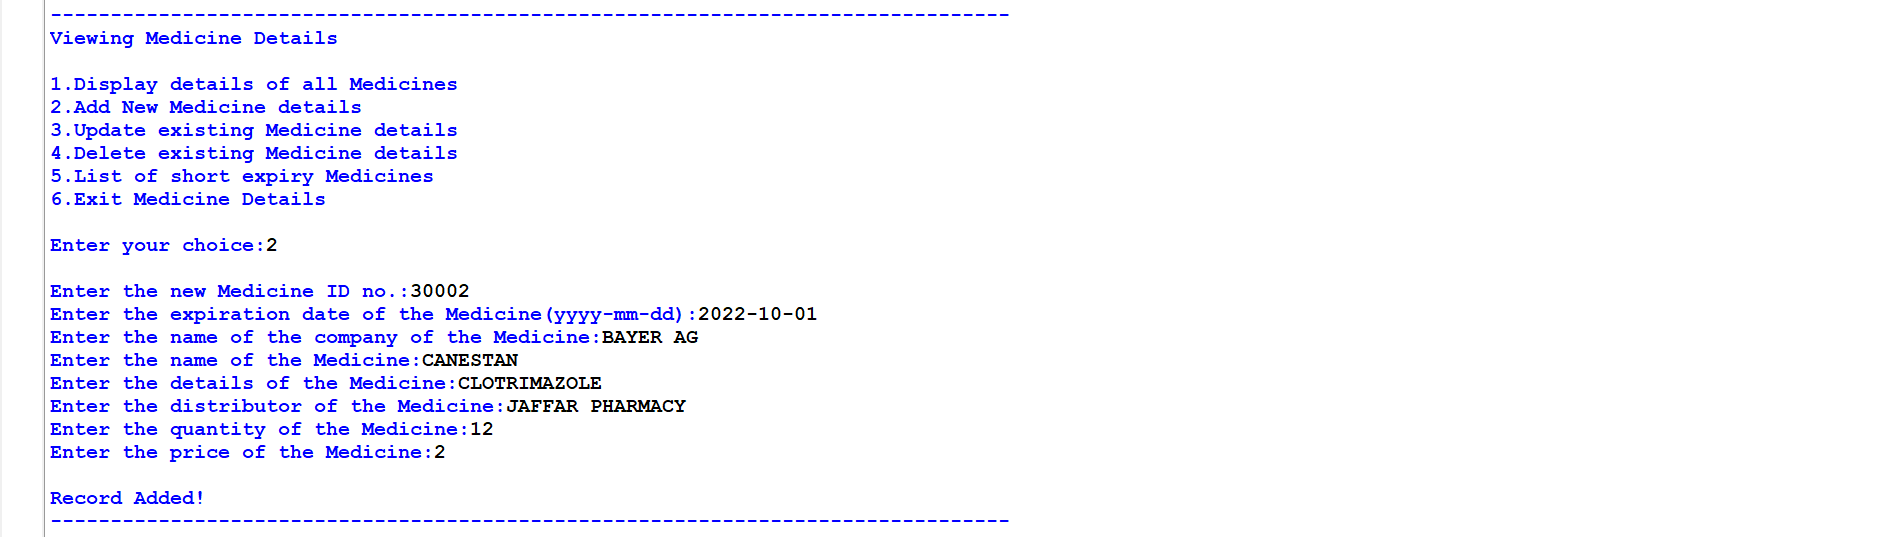 --------------------------------------------------------------------------------
Viewing Medicine Details
1.Display details of all Medicines
2.Add New Medicine details
3.Update existing Medicine details
4.Delete existing Medicine details
5.List of short expiry Medicines
6.Exit Medicine Details
Enter your choice:2
Enter the new Medicine ID no.:30002
Enter the expiration date of the Medicine(yyyy-mm-dd):2022-10-01
Enter the name of the company of the Medicine:BAYER AG
Enter the name of the Medicine:CANESTAN
Enter the details of the Medicine:CLOTRIMAZOLE
Enter the distributor of the Medicine:JAFFAR PHARMACY
Enter the quantity of the Medicine:12
Enter the price of the Medicine:2
Record Added!
--------------------------------------------------------------------------------